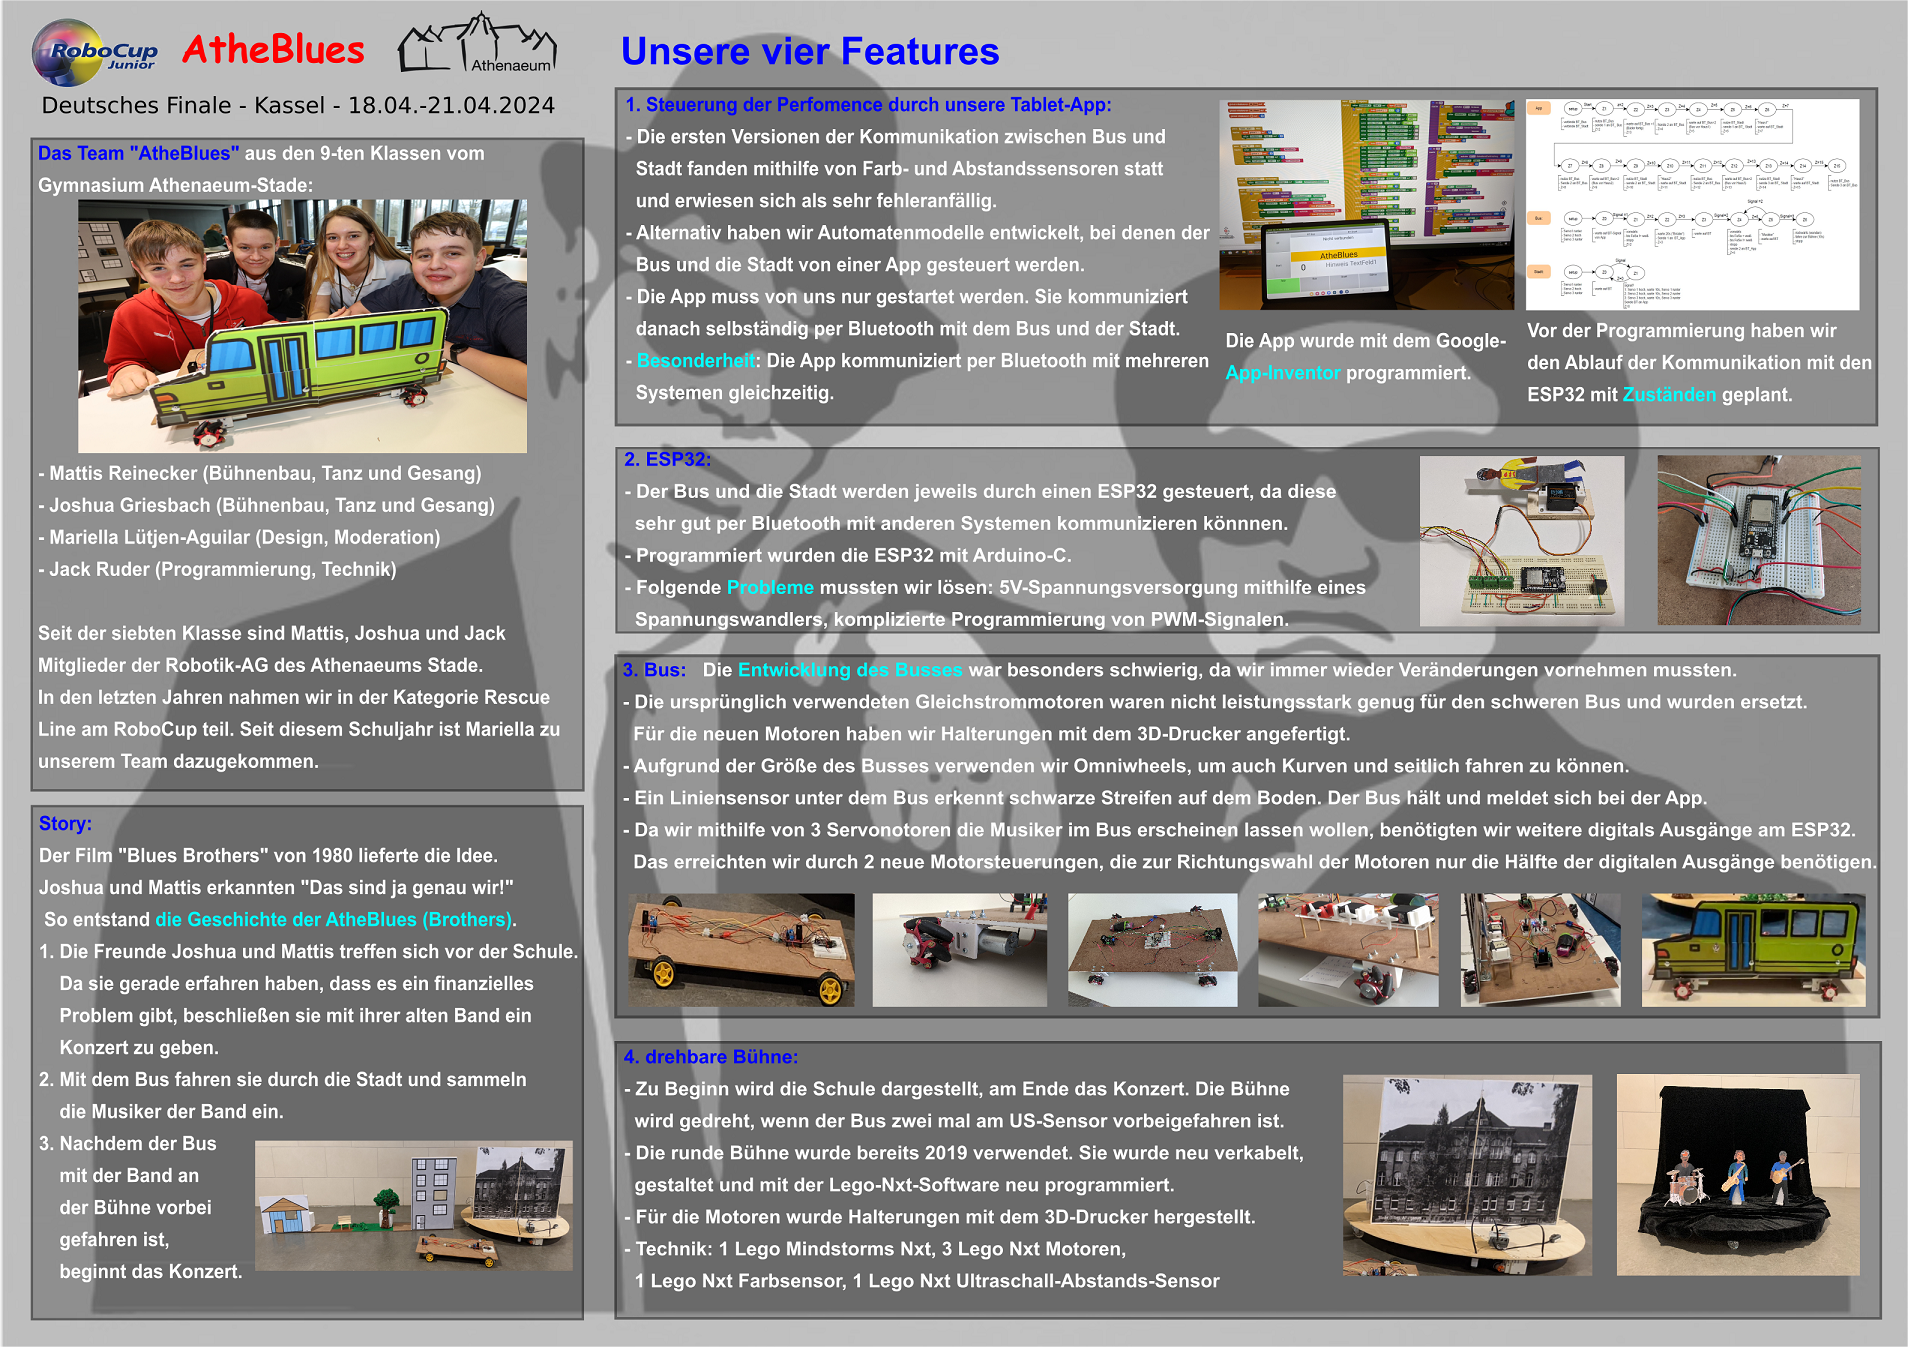 RoboCup
Junior
AtheBlues
Athenaeum
Deutsches Finale - Kassel - 18.04.-21.04.2024
Das Team "AtheBlues" aus den 9-ten Klassen vom
Gymnasium Athenaeum-Stade:
- Mattis Reinecker (Bühnenbau, Tanz und Gesang)
- Joshua Griesbach (Bühnenbau, Tanz und Gesang)
- Mariella Lütjen-Aguilar (Design, Moderation)
- Jack Ruder (Programmierung, Technik)
Seit der siebten Klasse sind Mattis, Joshua und Jack
Mitglieder der Robotik-AG des Athenaeums Stade.
In den letzten Jahren nahmen wir in der Kategorie Rescue
Line am RoboCup teil. Seit diesem Schuljahr ist Mariella zu
unserem Team dazugekommen.
Story:
Der Film "Blues Brothers" von 1980 lieferte die Idee.
Joshua und Mattis erkannten "Das sind ja genau wir!"
So entstand die Geschichte der AtheBlues (Brothers).
1. Die Freunde Joshua und Mattis treffen sich vor der Schule.
Da sie gerade erfahren haben, dass es ein finanzielles
Problem gibt, beschließen sie mit ihrer alten Band ein
Konzert zu geben.
2. Mit dem Bus fahren sie durch die Stadt und sammeln
die Musiker der Band ein.
3. Nachdem der Bus
mit der Band an
der Bühne vorbei
gefahren ist,
beginnt das Konzert.
Unsere vier Features
1. Steuerung der Perfomence durch unsere Tablet-App:
- Die ersten Versionen der Kommunikation zwischen Bus und
Stadt fanden mithilfe von Farb- und Abstandssensoren statt
und erwiesen sich als sehr fehleranfällig.
- Alternativ haben wir Automatenmodelle entwickelt, bei denen der
Bus und die Stadt von einer App gesteuert werden.
- Die App muss von uns nur gestartet werden. Sie kommuniziert
danach selbständig per Bluetooth mit dem Bus und der Stadt.
- Besonderheit: Die App kommuniziert per Bluetooth mit mehreren
Systemen gleichzeitig.
Nicht verbunden
AtheBlues
0 Hinweis TextFeld1
Die App wurde mit dem Google-
App-Inventor programmiert.
App
Bus
Stadt
Vor der Programmierung haben wir
den Ablauf der Kommunikation mit den
ESP32 mit Zuständen geplant.
2. ESP32:
- Der Bus und die Stadt werden jeweils durch einen ESP32 gesteuert, da diese
sehr gut per Bluetooth mit anderen Systemen kommunizieren könnnen.
- Programmiert wurden die ESP32 mit Arduino-C.
- Folgende Probleme mussten wir lösen: 5V-Spannungsversorgung mithilfe eines
Spannungswandlers, komplizierte Programmierung von PWM-Signalen.
3. Bus: Die Entwicklung des Busses war besonders schwierig, da wir immer wieder Veränderungen vornehmen mussten.
- Die ursprünglich verwendeten Gleichstrommotoren waren nicht leistungsstark genug für den schweren Bus und wurden ersetzt.
Für die neuen Motoren haben wir Halterungen mit dem 3D-Drucker angefertigt.
- Aufgrund der Größe des Busses verwenden wir Omniwheels, um auch Kurven und seitlich fahren zu können.
- Ein Liniensensor unter dem Bus erkennt schwarze Streifen auf dem Boden. Der Bus hält und meldet sich bei der App.
- Da wir mithilfe von 3 Servonotoren die Musiker im Bus erscheinen lassen wollen, benötigten wir weitere digitals Ausgänge am ESP32.
Das erreichten wir durch 2 neue Motorsteuerungen, die zur Richtungswahl der Motoren nur die Hälfte der digitalen Ausgänge benötigen.
4. drehbare Bühne:
- Zu Beginn wird die Schule dargestellt, am Ende das Konzert. Die Bühne
wird gedreht, wenn der Bus zwei mal am US-Sensor vorbeigefahren ist.
- Die runde Bühne wurde bereits 2019 verwendet. Sie wurde neu verkabelt,
gestaltet und mit der Lego-Nxt-Software neu programmiert.
- Für die Motoren wurde Halterungen mit dem 3D-Drucker hergestellt.
- Technik: 1 Lego Mindstorms Nxt, 3 Lego Nxt Motoren,
1 Lego Nxt Farbsensor, 1 Lego Nxt Ultraschall-Abstands-Sensor